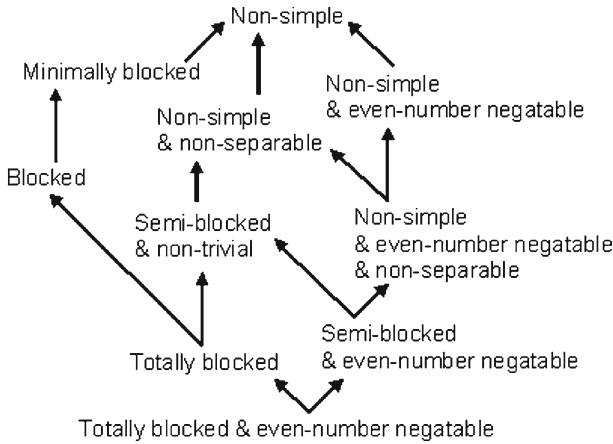 Non-simple
Minimally blocked
Non-simple
& even-number negatable
Non-simple
& non-separable
Blocked
Semi-blocked
& non-trivial
Non-simple
& even-number negatable
& non-separable
Totally blocked
Semi-blocked
& even-number negatable
Totally blocked & even-number negatable